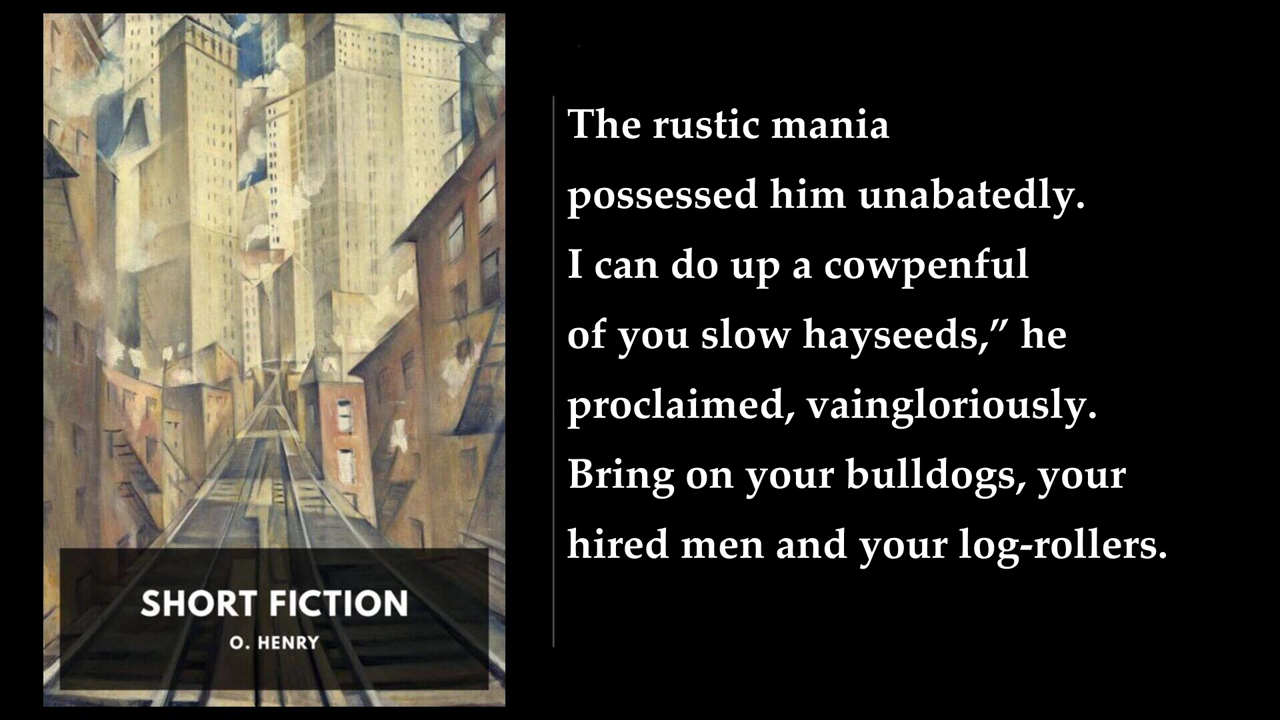 SHORT FICTION
O. HENRY
The rustic mania
possessed him unabatedly.
I can do up a cowpenful
of you slow hayseeds,” he
proclaimed, vaingloriously.
Bring on your bulldogs, your
hired men and your log-rollers.